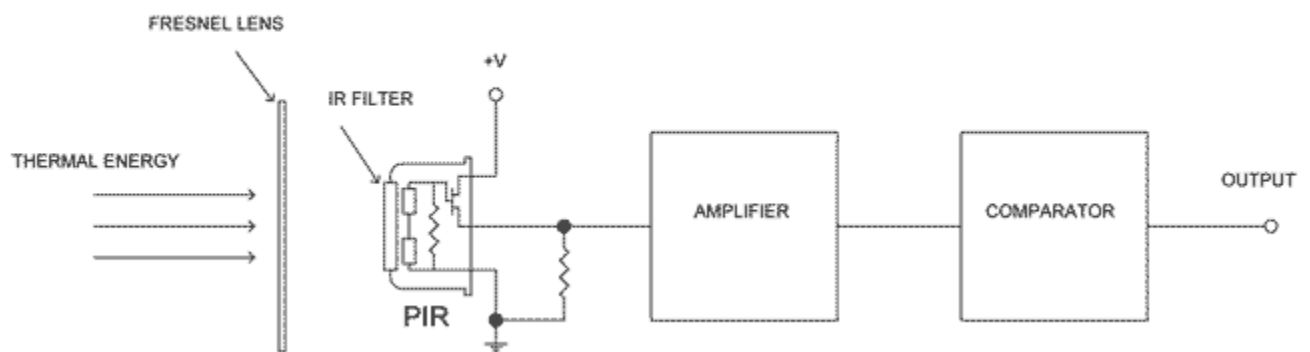 FRESNEL LENS
+V
IR FILTER
THERMAL ENERGY
OUTPUT
AMPLIFIER
COMPARATOR
PIR